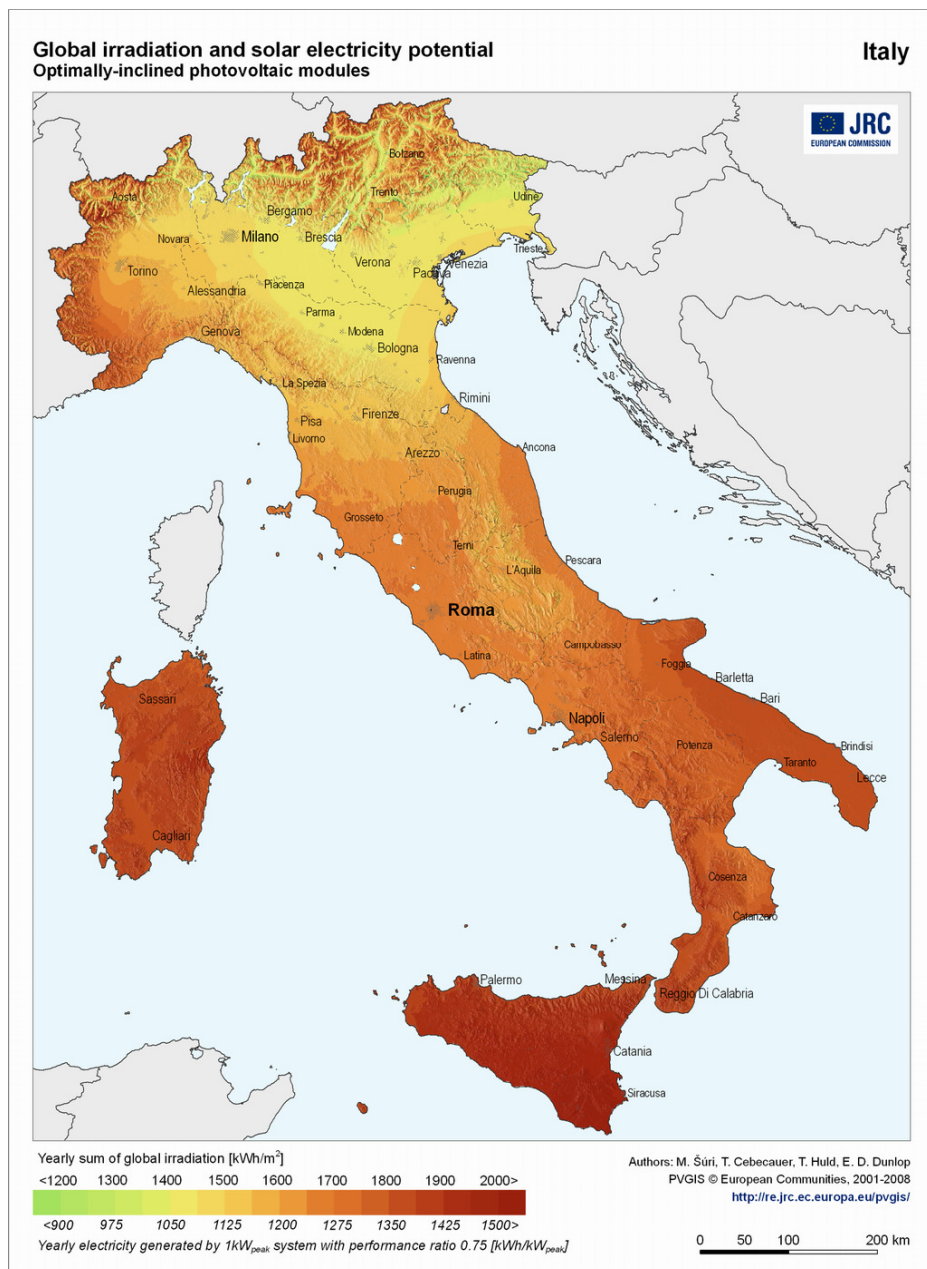 Global irradiation and solar electricity potential
Optimally-inclined photovoltaic modules
Italy
JRC
EUROPEAN COMMISSION
Bolzano
Aosta
Trento
Udine
Bergamo
Novara
Milano
Brescia
Trieste
Verona
Venezia
Torino
Padova
Alessandria
Piacenza
Parma
Genova
Modena
Bologna
Ravenna
La Spezia
Rimini
Firenze
Pisa
Livorno
Ancona
Arezzo
Perugia
Grosseto
Terni
Pescara
L'Aquila
Roma
Campobasso
Latina
Foggia
Barletta
Sassari
Bari
Napoli
Salerno
Potenza
Brindisi
Taranto
Lecce
Cagliari
Cosenza
Catanzaro
Palermo
Messina
Reggio Di Calabria
Catania
Siracusa
Yearly sum of global irradiation [kWh/m²]
<1200 1300 1400 1500 1600 1700 1800 1900 2000>
<900 975 1050 1125 1200 1275 1350 1425 1500>
Yearly electricity generated by 1kWpeak system with performance ratio 0.75 [kWh/kWpeak]
Authors: M. Šúri, T. Cebecauer, T. Huld, E. D. Dunlop
PVGIS © European Communities, 2001-2008
http://re.jrc.ec.europa.eu/pvgis/
0 50 100 200 km